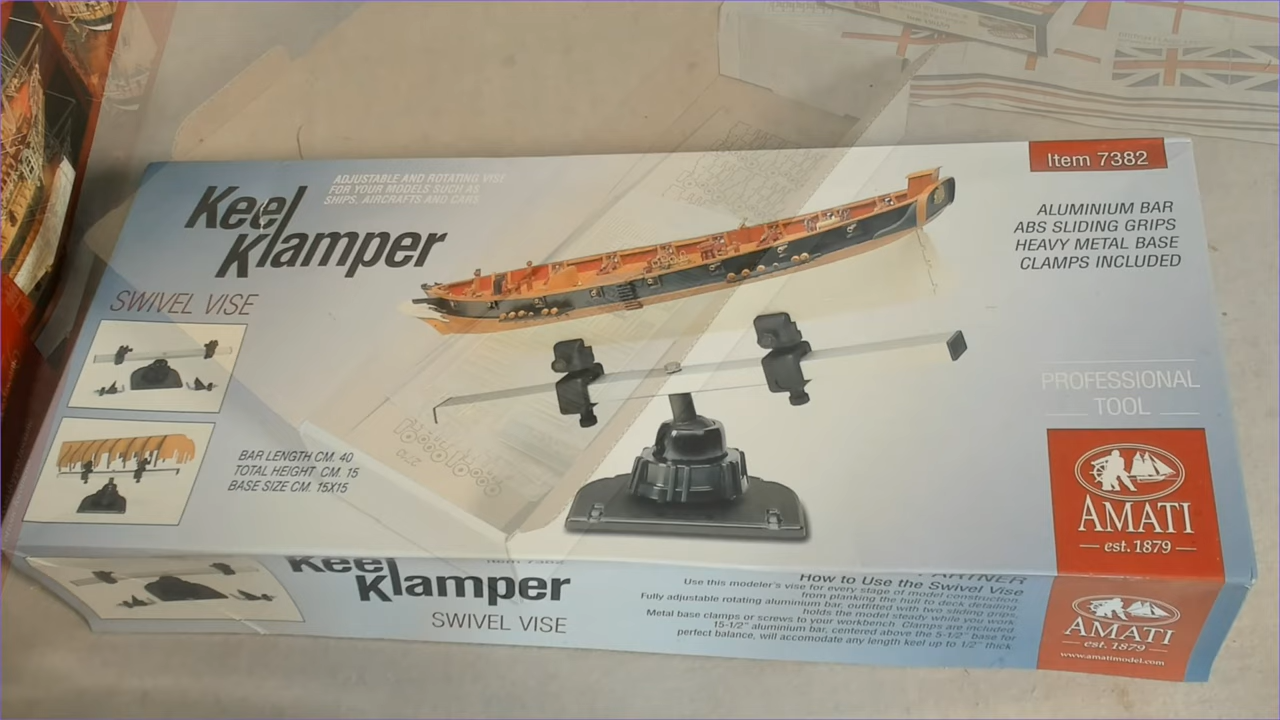 Keel
Klamper
ADJUSTABLE AND ROTATING VISE
FOR YOUR MODELS SUCH AS
SHIPS, AIRCRAFTS AND CARS
SWIVEL VISE
Item 7382
ALUMINIUM BAR
ABS SLIDING GRIPS
HEAVY METAL BASE
CLAMPS INCLUDED
BAR LENGTH CM. 40
TOTAL HEIGHT CM. 15
BASE SIZE CM. 15X15
PROFESSIONAL
TOOL
AMATI
est. 1879
Keel
Klamper
SWIVEL VISE
PARTNER
How to Use the Swivel Vise
Use this modeler's vise for every stage of model construction
from planking the hull to deck detailing.
Fully adjustable rotating aluminium bar, outfitted with two sliding grips,
holds the model steady while you work
Metal base clamps or screws to your workbench. Clamps are included
15-1/2" aluminium bar, centered above the 5-1/2" base for
perfect balance, will accomodate any length keel up to 1/2" thick.
AMATI
est. 1879
www.amatimodel.com